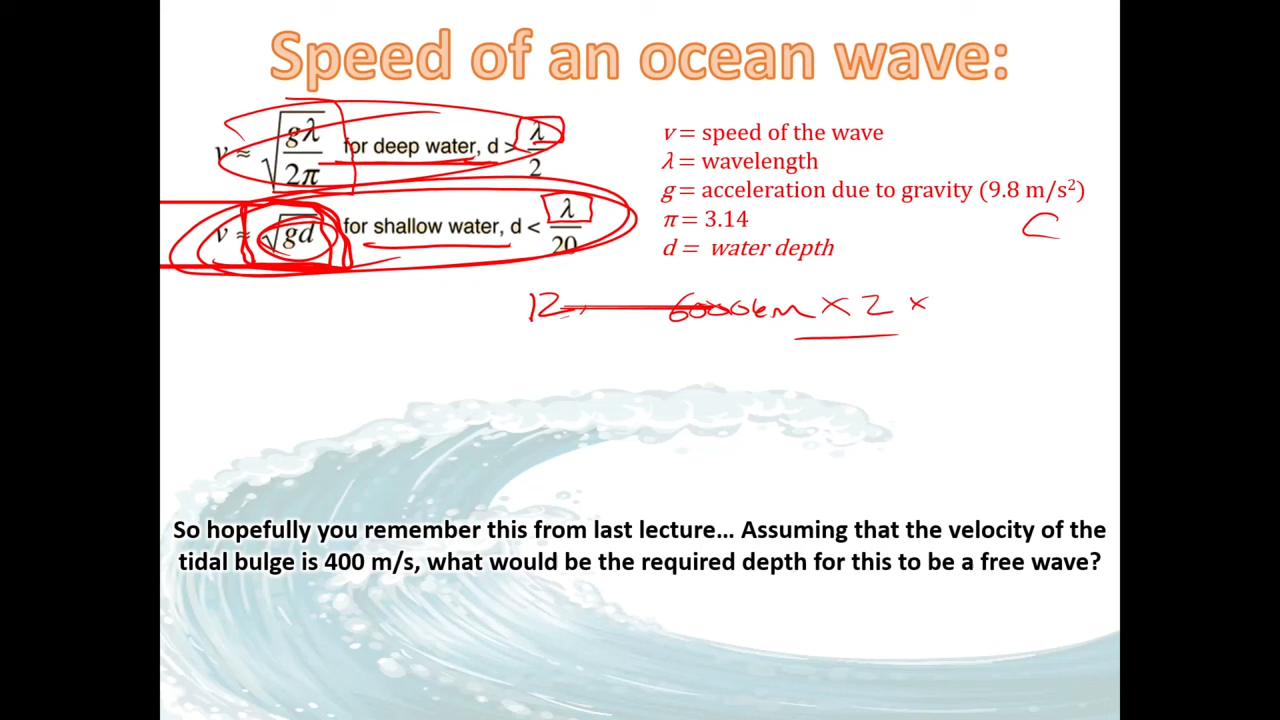 Speed of an ocean wave:
v ≈ √(gλ/2π) for deep water, d > λ/2
v ≈ √gd for shallow water, d < λ/20
v = speed of the wave
λ = wavelength
g = acceleration due to gravity (9.8 m/s²)
π = 3.14
d = water depth
C
12 6000km × 2 ×
So hopefully you remember this from last lecture… Assuming that the velocity of the
tidal bulge is 400 m/s, what would be the required depth for this to be a free wave?